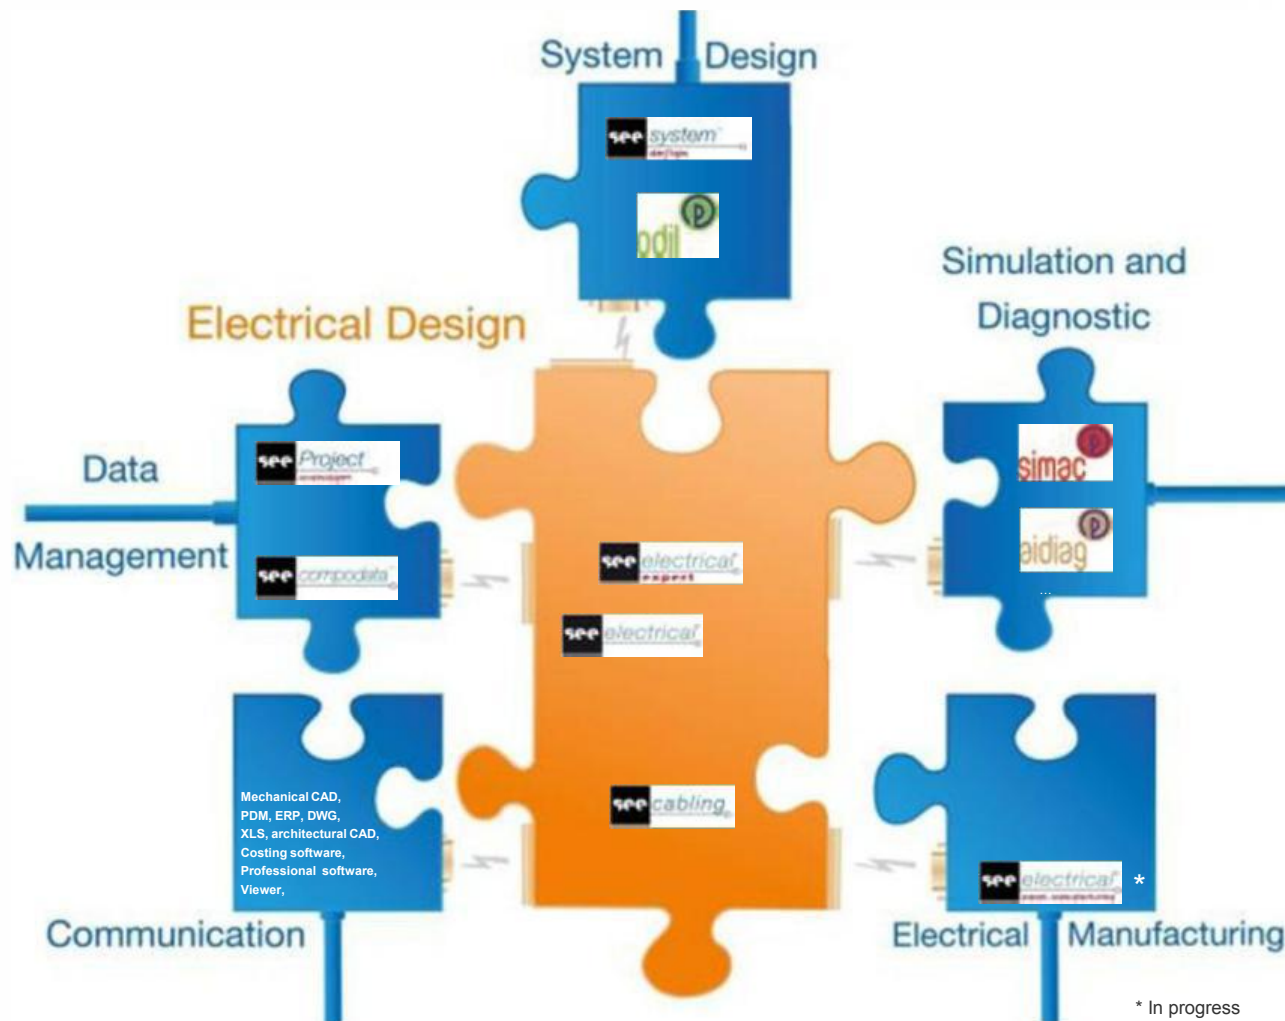 System Design
see system
odil
Simulation and
Diagnostic
Electrical Design
simac
see Project
Data
aidiag
...
Management
see compodata
see electrical
expert
see electrical
Mechanical CAD,
PDM, ERP, DWG,
XLS, architectural CAD,
Costing software,
Professional software,
Viewer,
see cabling
see electrical *
Communication
Electrical Manufacturing
* In progress